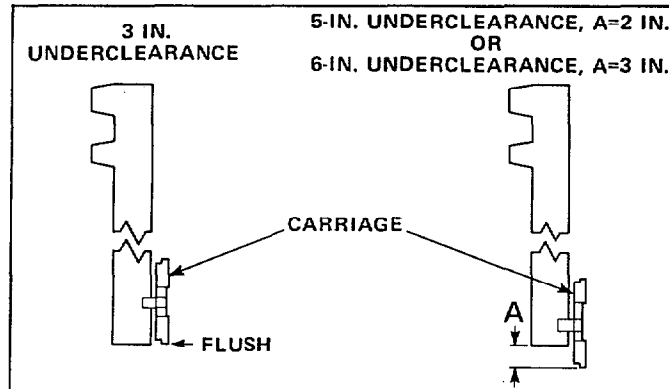 3 IN.
UNDERCLEARANCE
5-IN. UNDERCLEARANCE, A=2 IN.
OR
6-IN. UNDERCLEARANCE, A=3 IN.
CARRIAGE
A
FLUSH